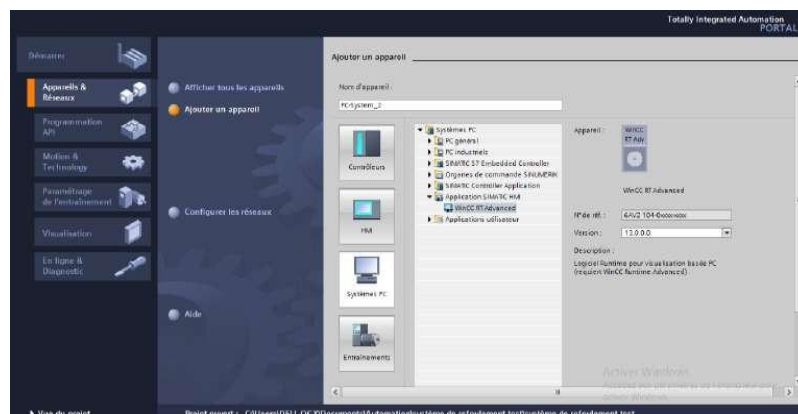 Totally Integrated Automation
PORTAL
Démarrer
Appareils &
Réseaux
Programmation
API
Motion &
Technology
Paramétrage
de l'entraînement
Visualisation
En ligne &
Diagnostic
Afficher tous les appareils
Ajouter un appareil
Configurer les réseaux
Aide
Ajouter un appareil
Nom d'appareil :
PC-System_2
Contrôleurs
HMI
Systèmes PC
Entraînements
Systèmes PC
PC général
PC industriels
SIMATIC S7 Embedded Controller
Organes de commande SINUMERIK
SIMATIC Controller Application
Application SIMATIC HMI
WinCC RT Advanced
Applications utilisateur
Appareil :
WinCC
RT Adv
WinCC RT Advanced
N° de réf. :
6AV2 104-0xxxx-xxxx
Version :
13.0.0.0
Description :
Logiciel Runtime pour visualisation basée PC
(requiert WinCC Runtime Advanced)
Activer Windows
Vue du projet
Projet ouvert :